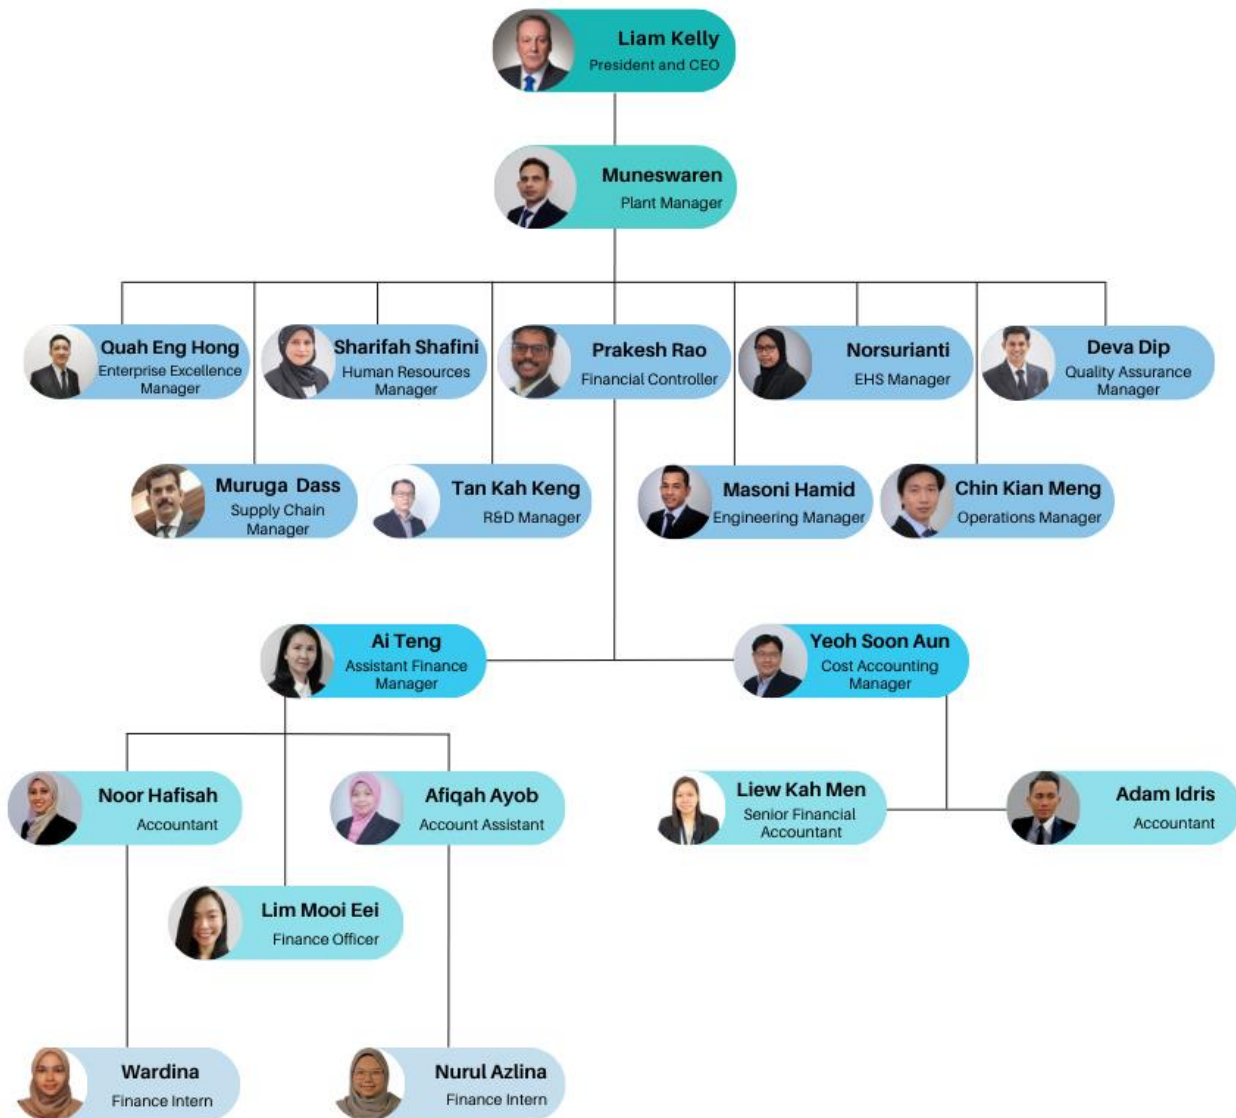 Liam Kelly
President and CEO
Muneswaren
Plant Manager
Quah Eng Hong
Enterprise Excellence
Manager
Sharifah Shafini
Human Resources
Manager
Prakesh Rao
Financial Controller
Norsurianti
EHS Manager
Deva Dip
Quality Assurance
Manager
Muruga Dass
Supply Chain
Manager
Tan Kah Keng
R&D Manager
Masoni Hamid
Engineering Manager
Chin Kian Meng
Operations Manager
Ai Teng
Assistant Finance
Manager
Yeoh Soon Aun
Cost Accounting
Manager
Noor Hafisah
Accountant
Afiqah Ayob
Account Assistant
Liew Kah Men
Senior Financial
Accountant
Adam Idris
Accountant
Lim Mooi Eei
Finance Officer
Wardina
Finance Intern
Nurul Azlina
Finance Intern